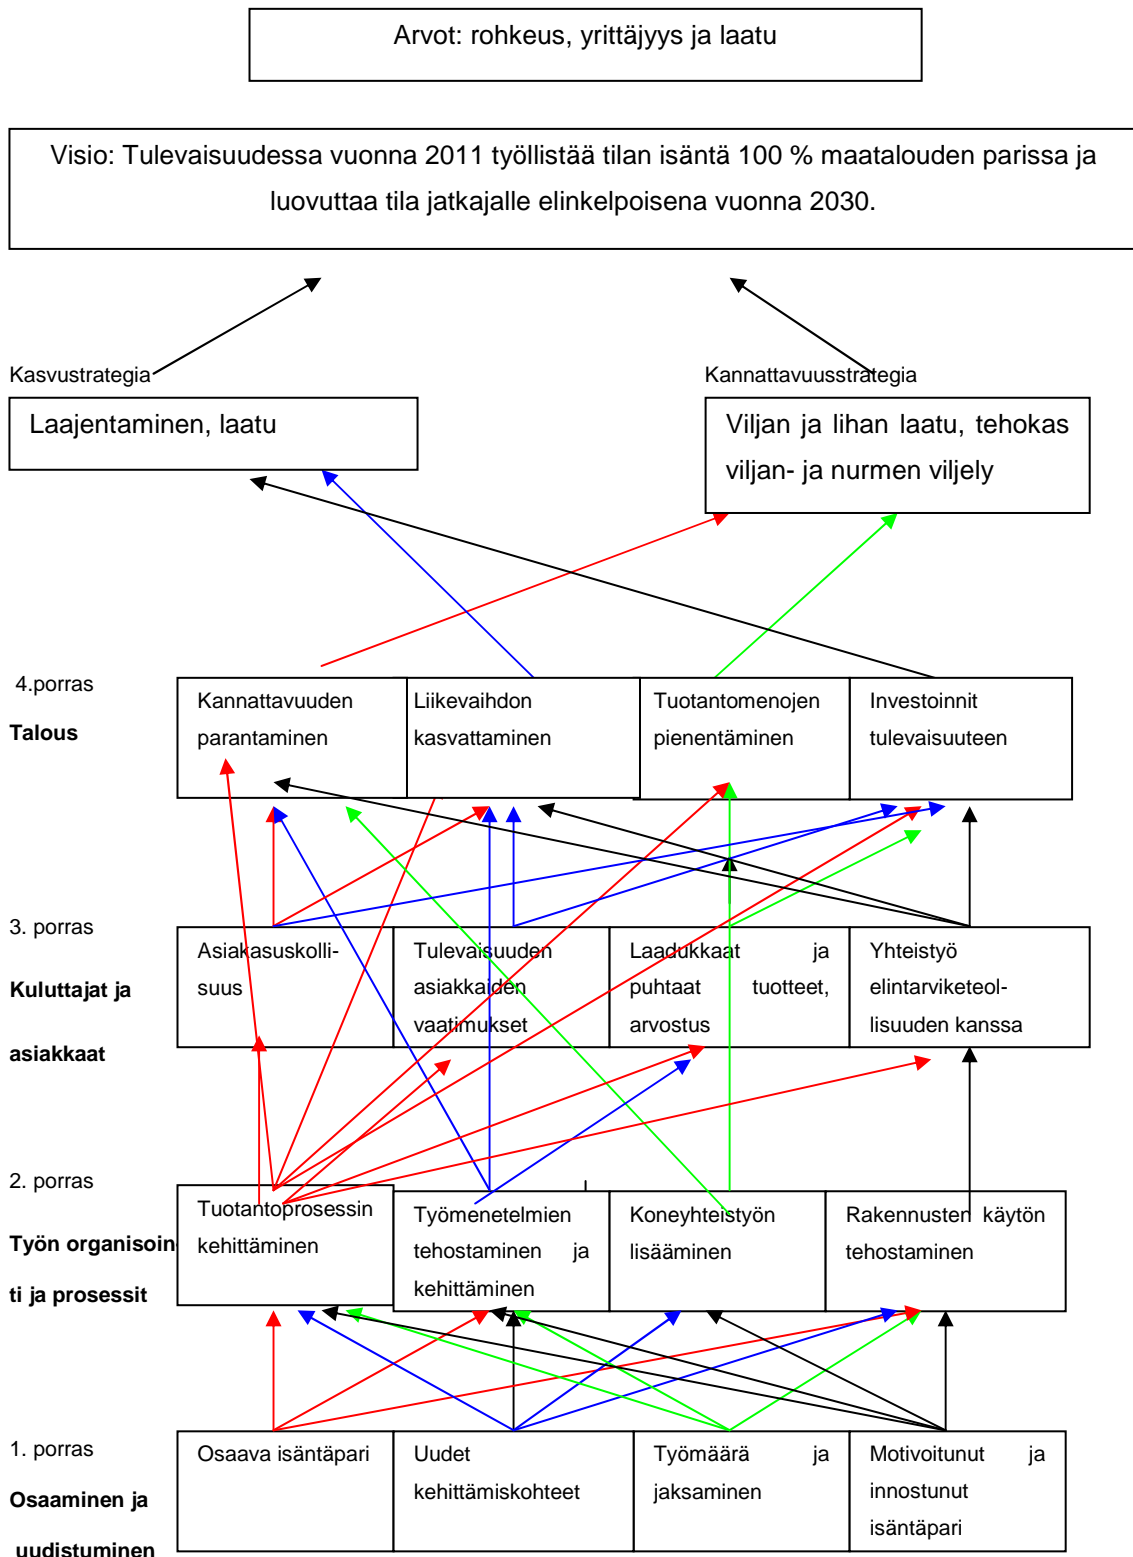 Arvot: rohkeus, yrittäjyys ja laatu
Visio: Tulevaisuudessa vuonna 2011 työllistää tilan isäntä 100 % maatalouden parissa ja
luovuttaa tila jatkajalle elinkelpoisena vuonna 2030.
Kasvustrategia
Kannattavuusstrategia
Laajentaminen, laatu
Viljan ja lihan laatu, tehokas
viljan- ja nurmen viljely
4.porras
Talous
Kannattavuuden
parantaminen
Liikevaihdon
kasvattaminen
Tuotantomenojen
pienentäminen
Investoinnit
tulevaisuuteen
3. porras
Kuluttajat ja
asiakkaat
Asiakasuskolli-
suus
Tulevaisuuden
asiakkaiden
vaatimukset
Laadukkaat ja
puhtaat tuotteet,
arvostus
Yhteistyö
elintarviketeol-
lisuuden kanssa
2. porras
Työn organisoin
ti ja prosessit
Tuotantoprosessin
kehittäminen
Työmenetelmien
tehostaminen ja
kehittäminen
Koneyhteistyön
lisääminen
Rakennusten käytön
tehostaminen
1. porras
Osaaminen ja
uudistuminen
Osaava isäntäpari
Uudet
kehittämiskohteet
Työmäärä ja
jaksaminen
Motivoitunut ja
innostunut
isäntäpari